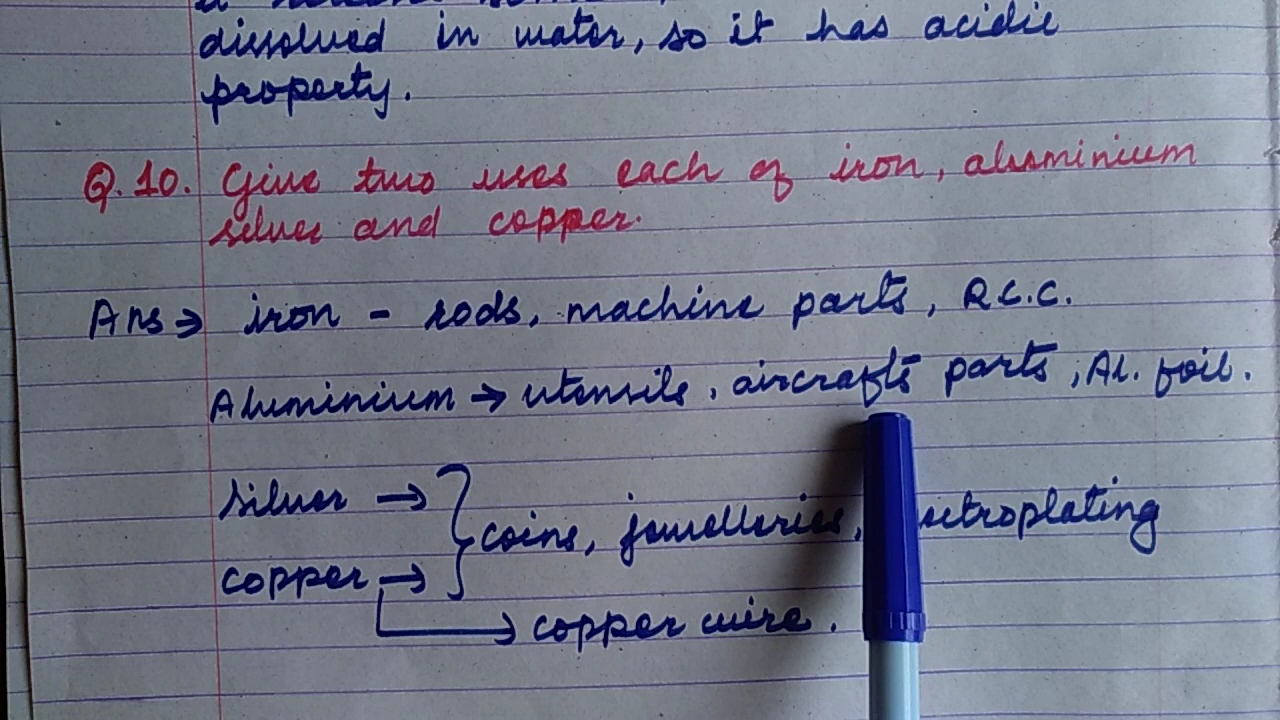 dissolved in water, so it has acidic
property.
Q.10. Give two uses each of iron, aluminium
silver and copper.
Ans ⇒ iron - rods, machine parts, R.C.C.
Aluminium → utensils, aircrafts parts, Al. foil.
Silver →
coins, jewelleries,
copper →
→ copper wire.